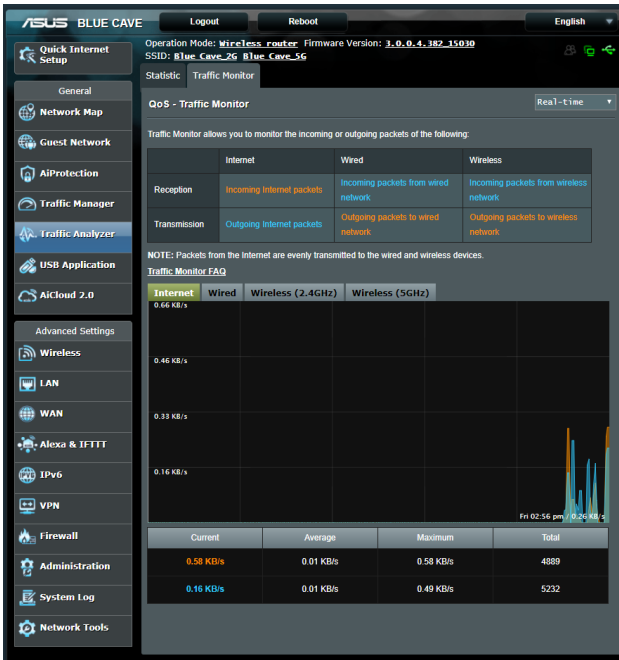 ASUS BLUE CAVE Logout Reboot English
Quick Internet Setup
General
Network Map
Guest Network
AiProtection
Traffic Manager
Traffic Analyzer
USB Application
AiCloud 2.0
Advanced Settings
Wireless
LAN
WAN
Alexa & IFTTT
IPv6
VPN
Firewall
Administration
System Log
Network Tools
Operation Mode: Wireless router Firmware Version: 3.0.0.4.382_15030
SSID: Blue Cave_2G Blue Cave_5G
Statistic Traffic Monitor
QoS - Traffic Monitor Real-time
Traffic Monitor allows you to monitor the incoming or outgoing packets of the following:
Internet Wired Wireless
Reception Incoming Internet packets Incoming packets from wired network Incoming packets from wireless network
Transmission Outgoing Internet packets Outgoing packets to wired network Outgoing packets to wireless network
NOTE: Packets from the Internet are evenly transmitted to the wired and wireless devices.
Traffic Monitor FAQ
Internet Wired Wireless (2.4GHz) Wireless (5GHz)
0.66 KB/s
0.46 KB/s
0.33 KB/s
0.16 KB/s
Fri 02:56 pm / 0.26 KB/s
Current Average Maximum Total
0.58 KB/s 0.01 KB/s 0.58 KB/s 4889
0.16 KB/s 0.01 KB/s 0.49 KB/s 5232